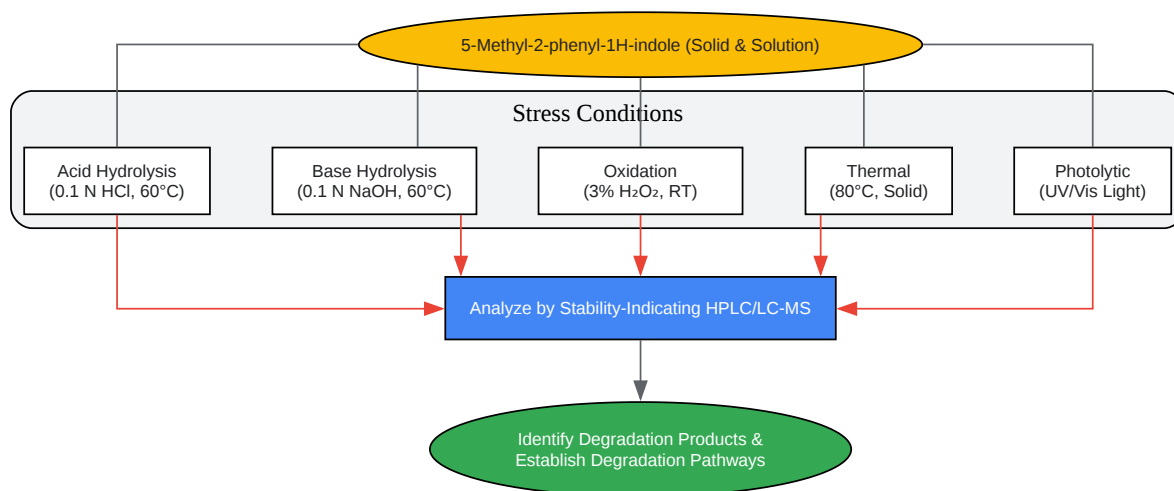 5-Methyl-2-phenyl-1H-indole (Solid & Solution)
Stress Conditions
Acid Hydrolysis
(0.1 N HCl, 60°C)
Base Hydrolysis
(0.1 N NaOH, 60°C)
Oxidation
(3% H₂O₂, RT)
Thermal
(80°C, Solid)
Photolytic
(UV/Vis Light)
Analyze by Stability-Indicating HPLC/LC-MS
Identify Degradation Products &
Establish Degradation Pathways